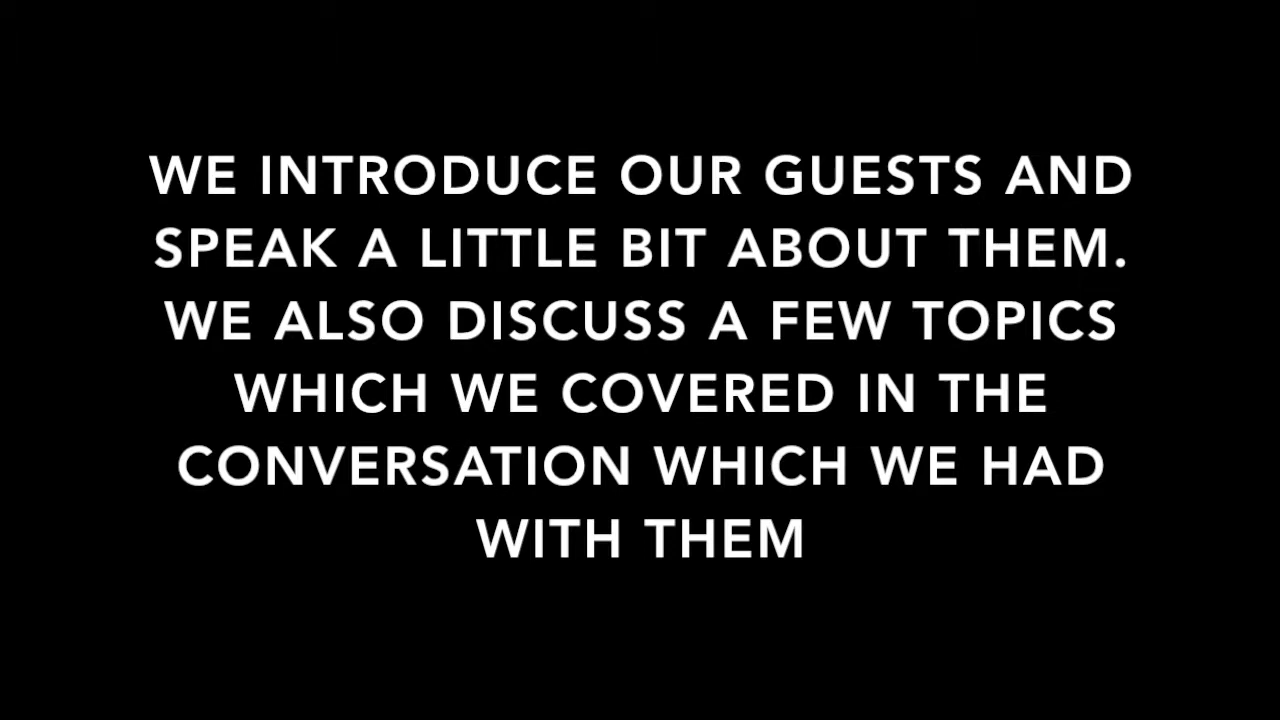 WE INTRODUCE OUR GUESTS AND
SPEAK A LITTLE BIT ABOUT THEM.
WE ALSO DISCUSS A FEW TOPICS
WHICH WE COVERED IN THE
CONVERSATION WHICH WE HAD
WITH THEM